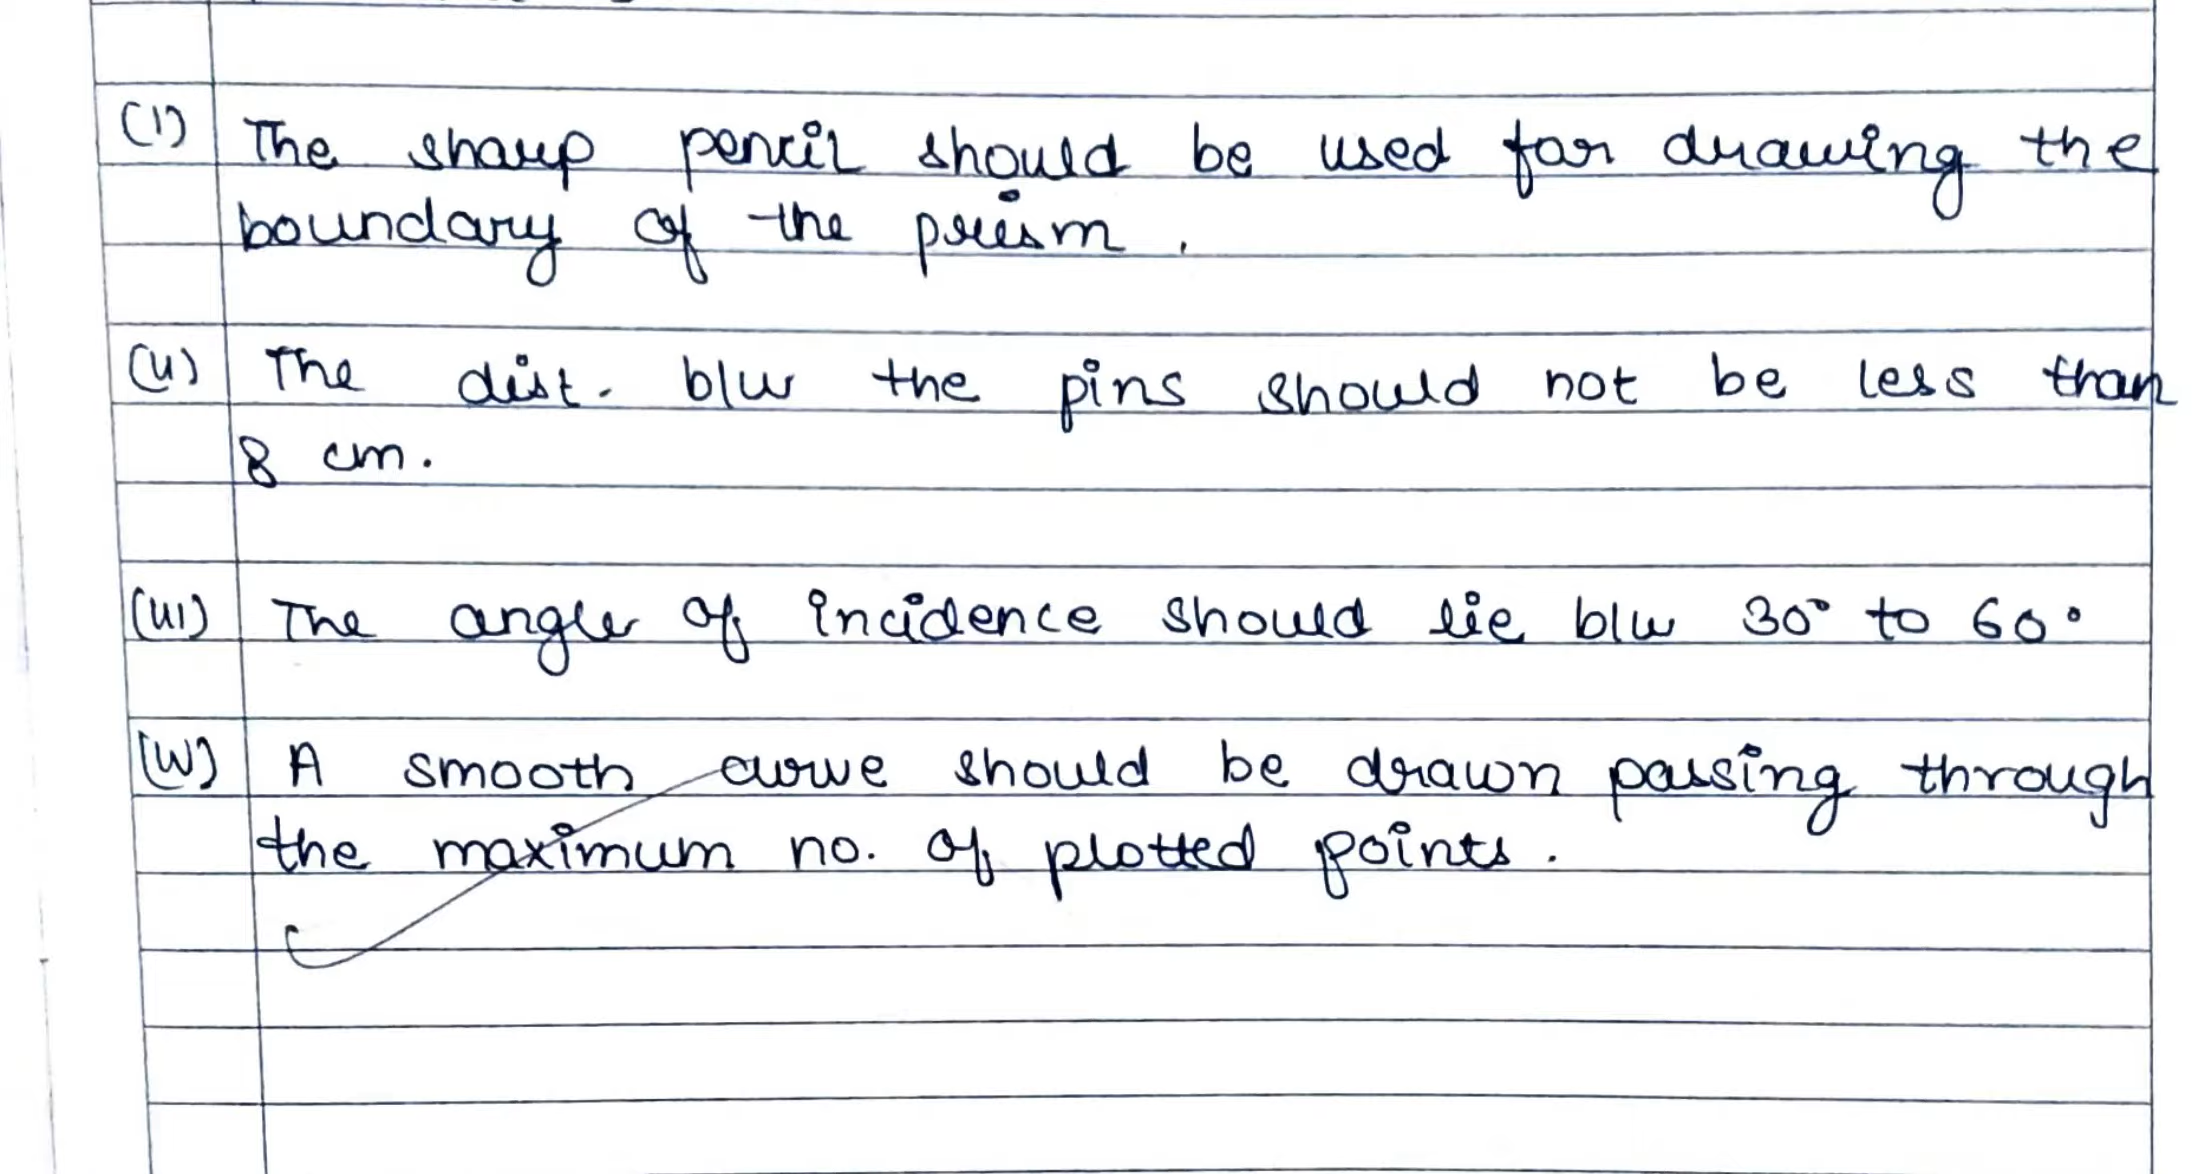 (i) The sharp pencil should be used for drawing the
boundary of the prism.
(ii) The dist. b/w the pins should not be less than
8 cm.
(iii) The angle of incidence should lie b/w 30° to 60°
(iv) A smooth curve should be drawn passing through
the maximum no. of plotted points.